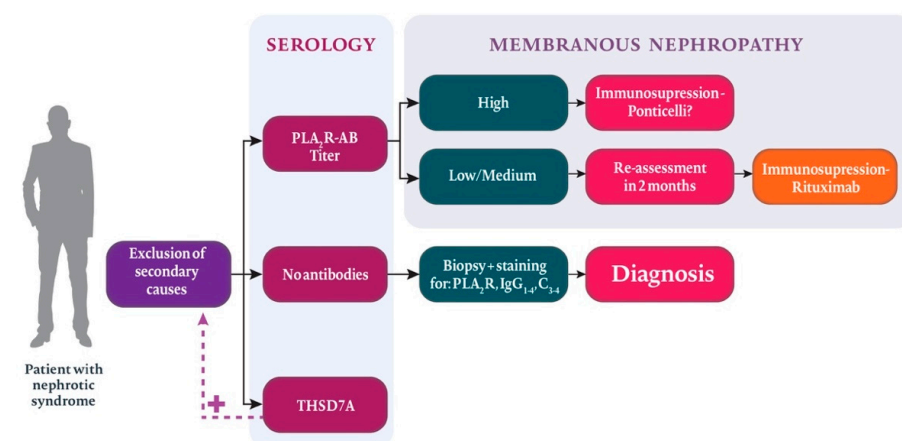 SEROLOGY
MEMBRANOUS NEPHROPATHY
High
Immunosupression-
Ponticelli?
PLA₂R-AB
Titer
Low/Medium
Re-assessment
in 2 months
Immunosupression-
Rituximab
Exclusion of
secondary
causes
No antibodies
Biopsy+staining
for: PLA₂R, IgG₁₋₄, C₃₋₄
Diagnosis
Patient with
nephrotic
syndrome
+
THSD7A